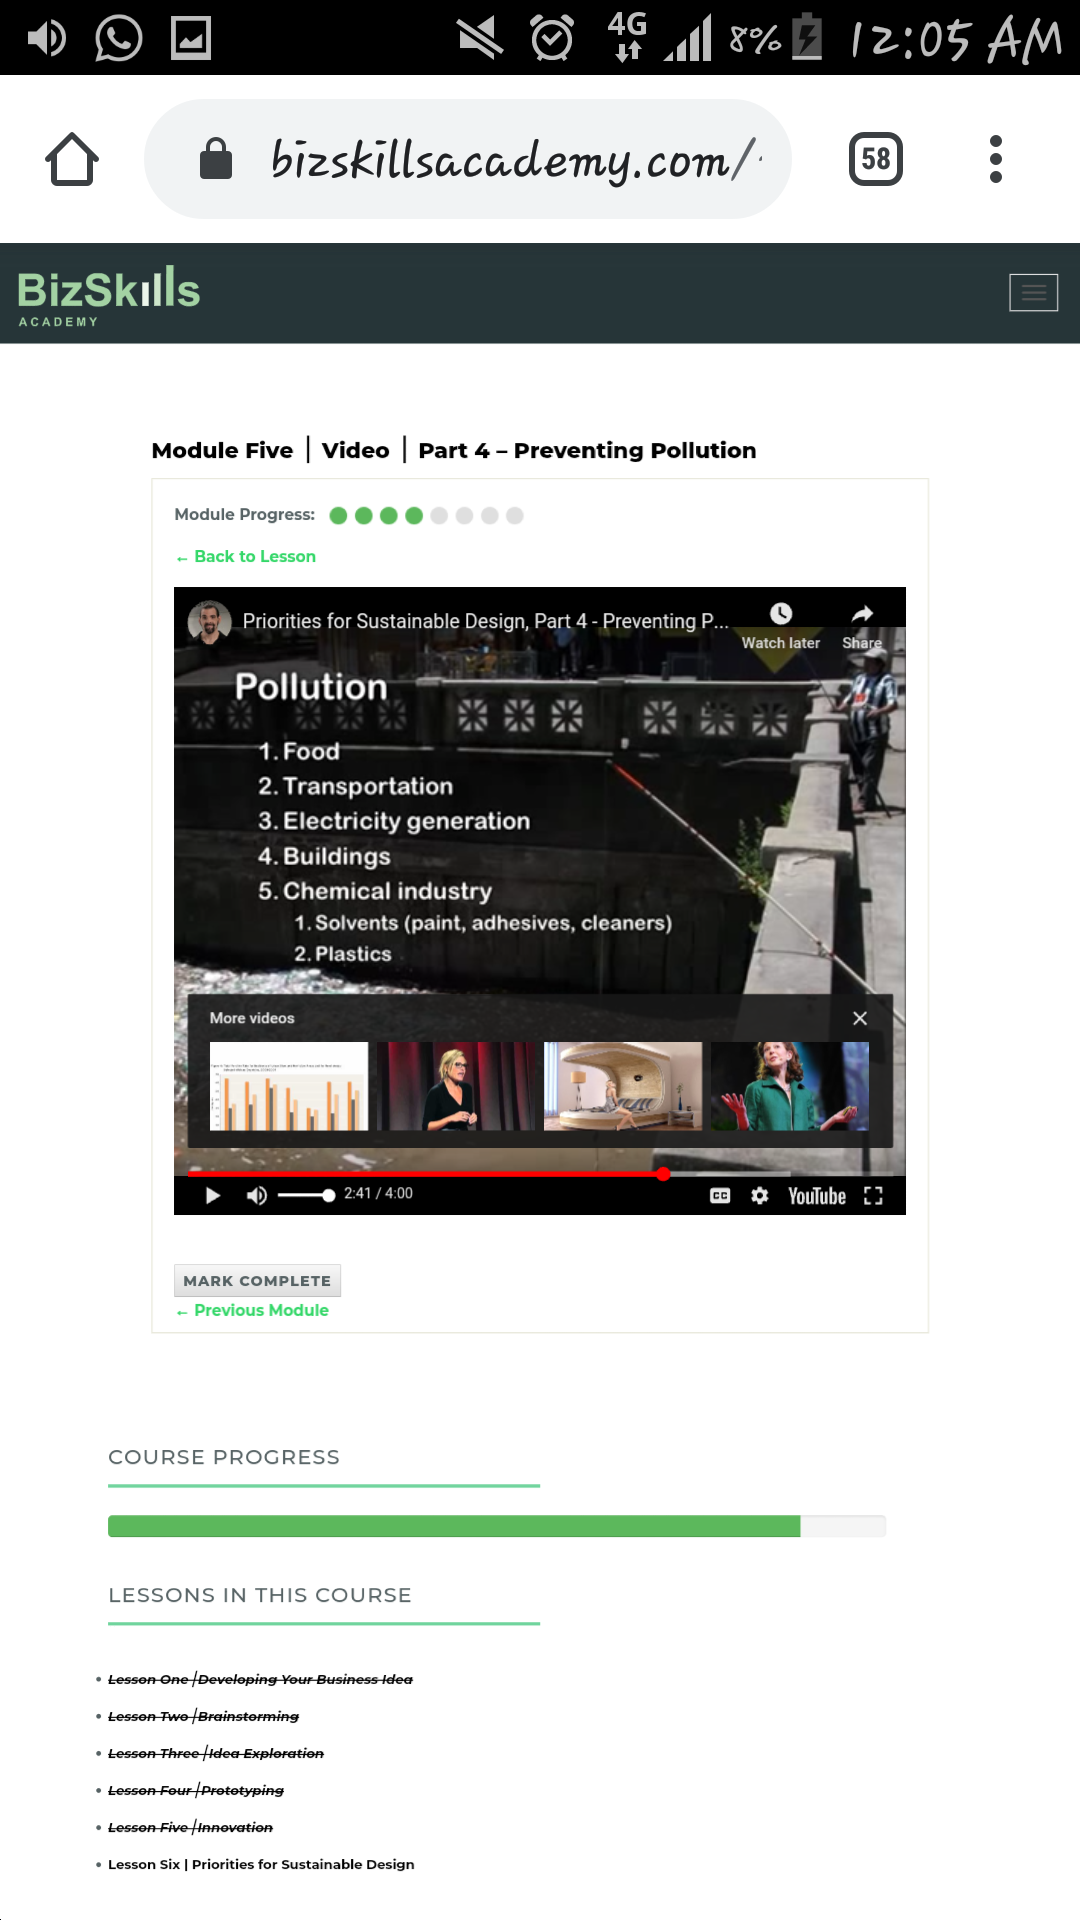 4G
8%
12:05 AM
bizskillsacademy.com/
58
BizSkills
ACADEMY
Module Five | Video | Part 4 – Preventing Pollution
Module Progress:
← Back to Lesson
Priorities for Sustainable Design, Part 4 - Preventing P...
Watch later
Share
Pollution
1. Food
2. Transportation
3. Electricity generation
4. Buildings
5. Chemical industry
1. Solvents (paint, adhesives, cleaners)
2. Plastics
More videos
2:41 / 4:00
CC
YouTube
MARK COMPLETE
← Previous Module
COURSE PROGRESS
LESSONS IN THIS COURSE
• Lesson One | Developing Your Business Idea
• Lesson Two | Brainstorming
• Lesson Three | Idea Exploration
• Lesson Four | Prototyping
• Lesson Five | Innovation
• Lesson Six | Priorities for Sustainable Design